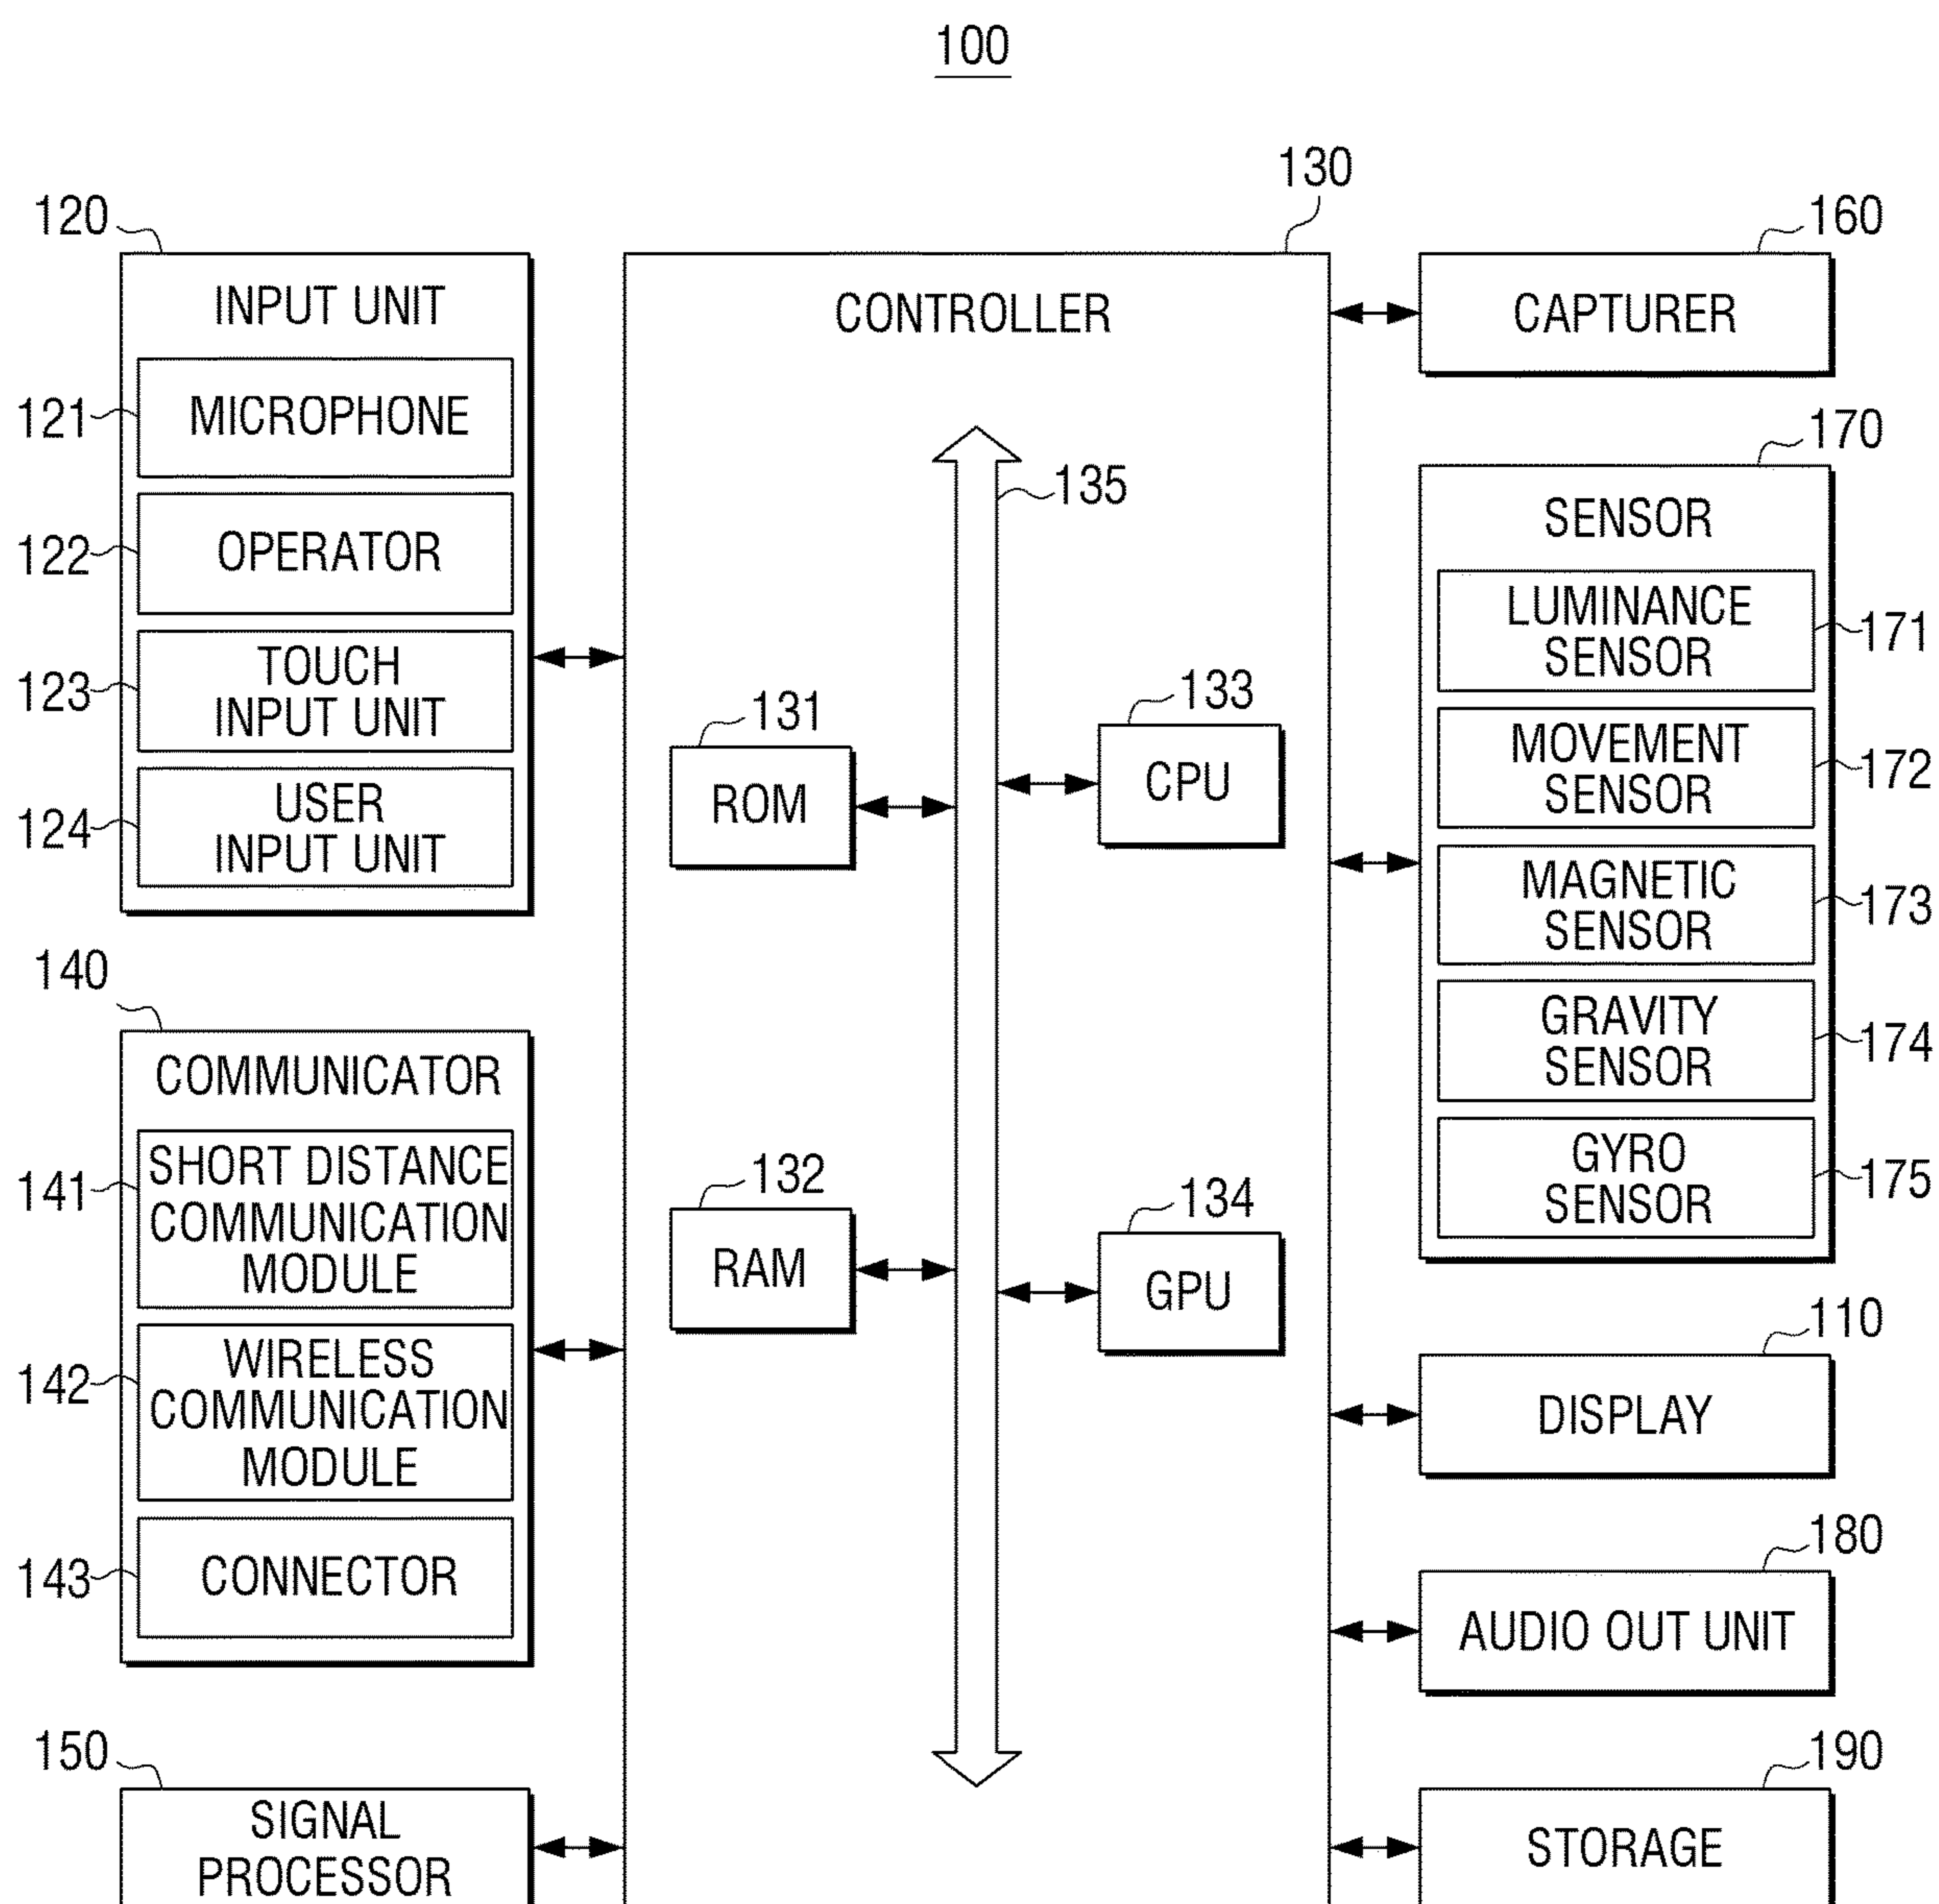 100
120
INPUT UNIT
121
MICROPHONE
122
OPERATOR
123
TOUCH
INPUT UNIT
124
USER
INPUT UNIT
140
COMMUNICATOR
141
SHORT DISTANCE
COMMUNICATION
MODULE
142
WIRELESS
COMMUNICATION
MODULE
143
CONNECTOR
150
SIGNAL
PROCESSOR
130
CONTROLLER
135
131
ROM
133
CPU
132
RAM
134
GPU
160
CAPTURER
170
SENSOR
LUMINANCE
SENSOR
171
MOVEMENT
SENSOR
172
MAGNETIC
SENSOR
173
GRAVITY
SENSOR
174
GYRO
SENSOR
175
110
DISPLAY
180
AUDIO OUT UNIT
190
STORAGE